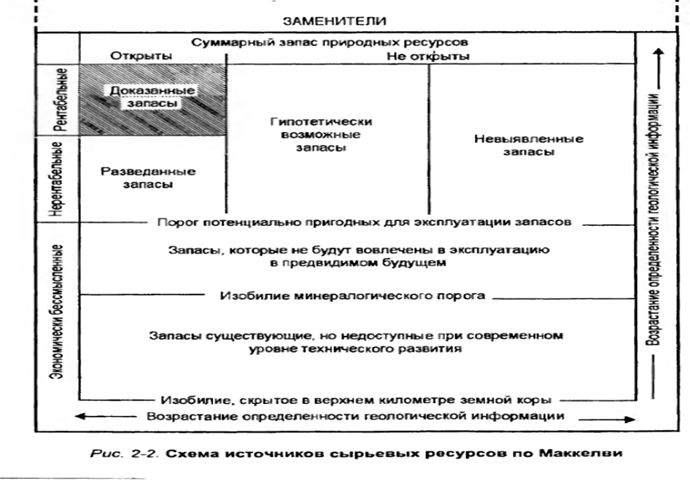 ЗАМЕНИТЕЛИ
Суммарный запас природных ресурсов
Открыты
Не открыты
Рентабельные
Доказанные
запасы
Гипотетически
возможные
запасы
Невыявленные
запасы
Нерентабельные
Разведанные
запасы
Порог потенциально пригодных для эксплуатации запасов
Экономически бессмысленные
Запасы, которые не будут вовлечены в эксплуатацию
в предвидимом будущем
Изобилие минералогического порога
Запасы существующие, но недоступные при современном
уровне технического развития
Изобилие, скрытое в верхнем километре земной коры
Возрастание определенности геологической информации
Возрастание определенности геологической информации
Рис. 2-2. Схема источников сырьевых ресурсов по Маккелви